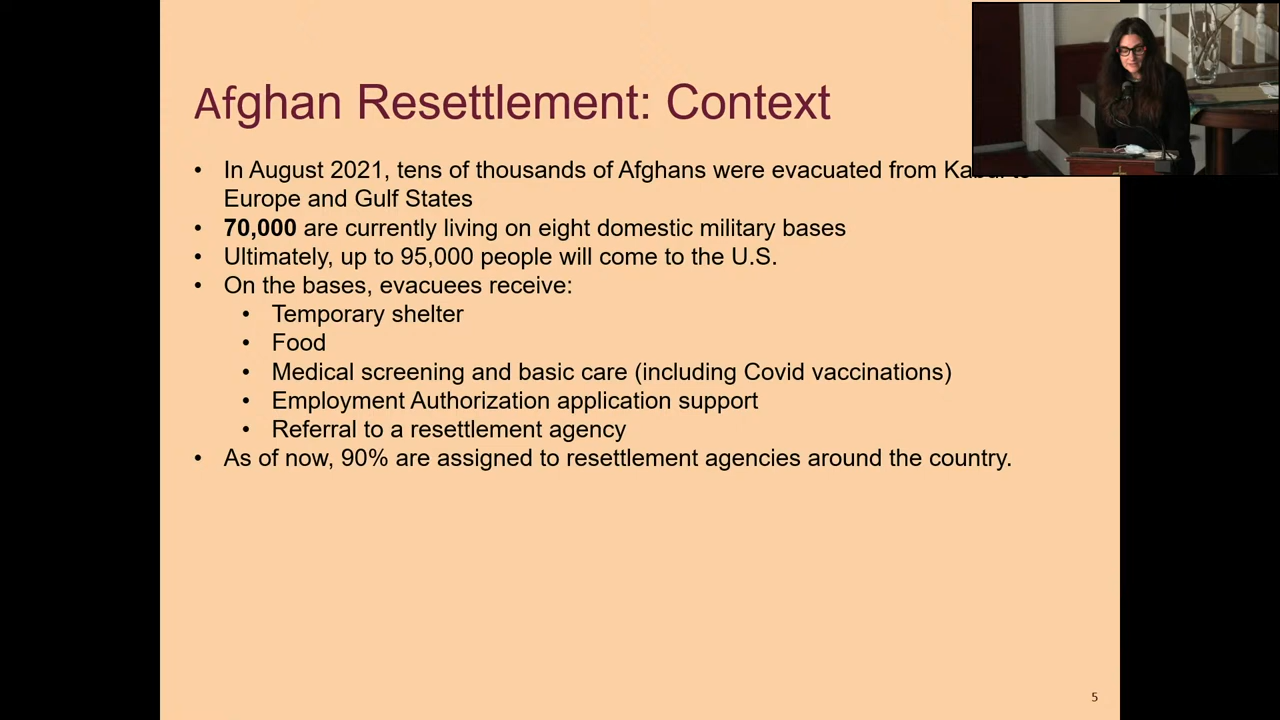 Afghan Resettlement: Context
• In August 2021, tens of thousands of Afghans were evacuated from
Europe and Gulf States
• 70,000 are currently living on eight domestic military bases
• Ultimately, up to 95,000 people will come to the U.S.
• On the bases, evacuees receive:
• Temporary shelter
• Food
• Medical screening and basic care (including Covid vaccinations)
• Employment Authorization application support
• Referral to a resettlement agency
• As of now, 90% are assigned to resettlement agencies around the country.
5